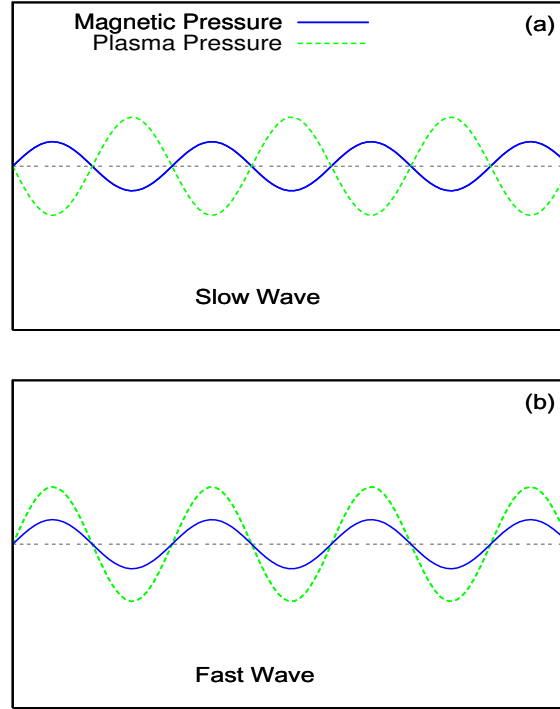 Magnetic Pressure
Plasma Pressure
(a)
Slow Wave
(b)
Fast Wave